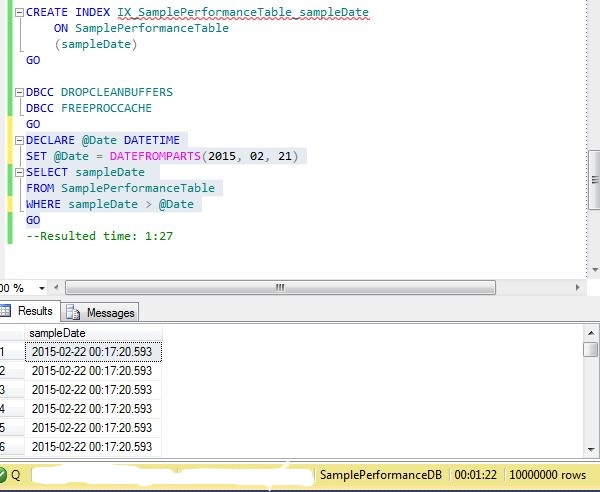 CREATE INDEX IX_SamplePerformanceTable_sampleDate
ON SamplePerformanceTable
(sampleDate)
GO
DBCC DROPCLEANBUFFERS
DBCC FREEPROCCACHE
GO
DECLARE @Date DATETIME
SET @Date = DATEFROMPARTS(2015, 02, 21)
SELECT sampleDate
FROM SamplePerformanceTable
WHERE sampleDate > @Date
GO
--Resulted time: 1:27
00 %
Results Messages
sampleDate
1 2015-02-22 00:17:20.593
2 2015-02-22 00:17:20.593
3 2015-02-22 00:17:20.593
4 2015-02-22 00:17:20.593
5 2015-02-22 00:17:20.593
6 2015-02-22 00:17:20.593
Q SamplePerformanceDB 00:01:22 10000000 rows